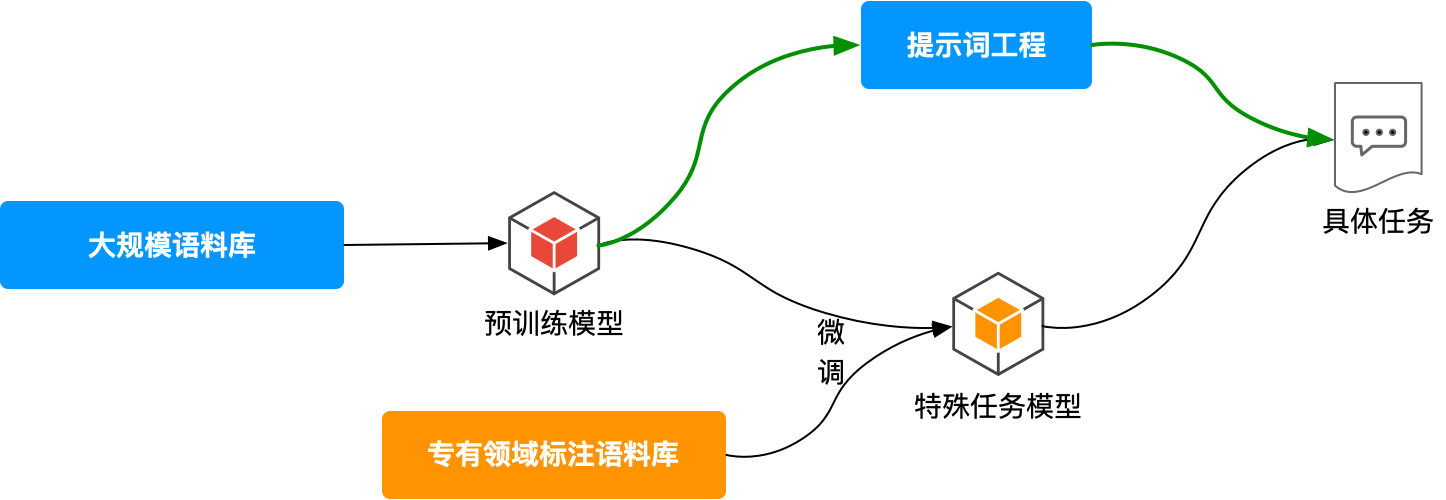 提示词工程
大规模语料库
具体任务
预训练模型
微
调
特殊任务模型
专有领域标注语料库